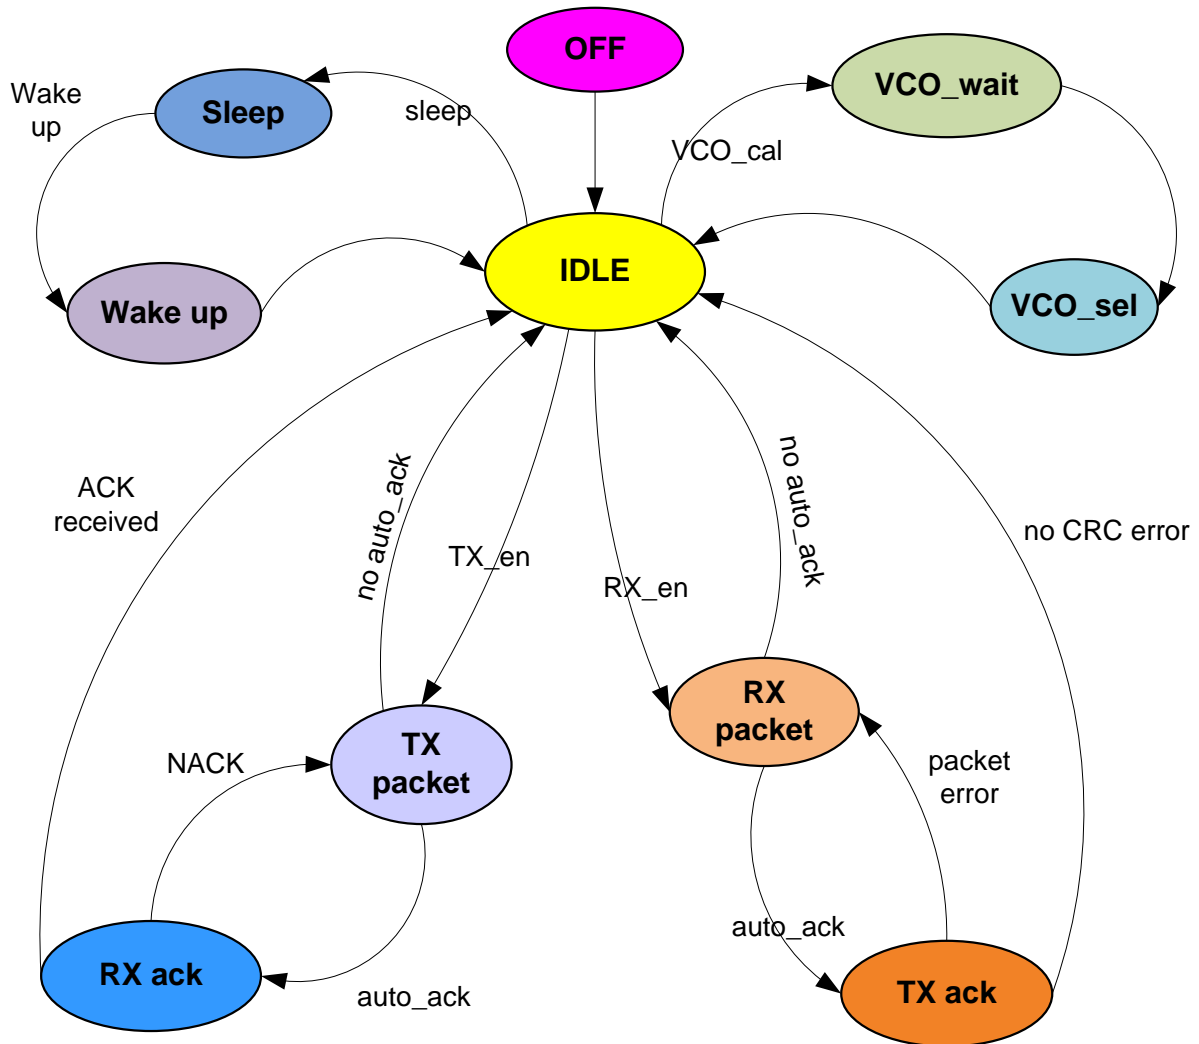 OFF
VCO_wait
Wake
up
Sleep
sleep
VCO_cal
IDLE
Wake up
VCO_sel
ACK
received
no auto_ack
TX_en
RX_en
no auto_ack
no CRC error
RX
packet
TX
packet
NACK
packet
error
auto_ack
RX ack
auto_ack
TX ack